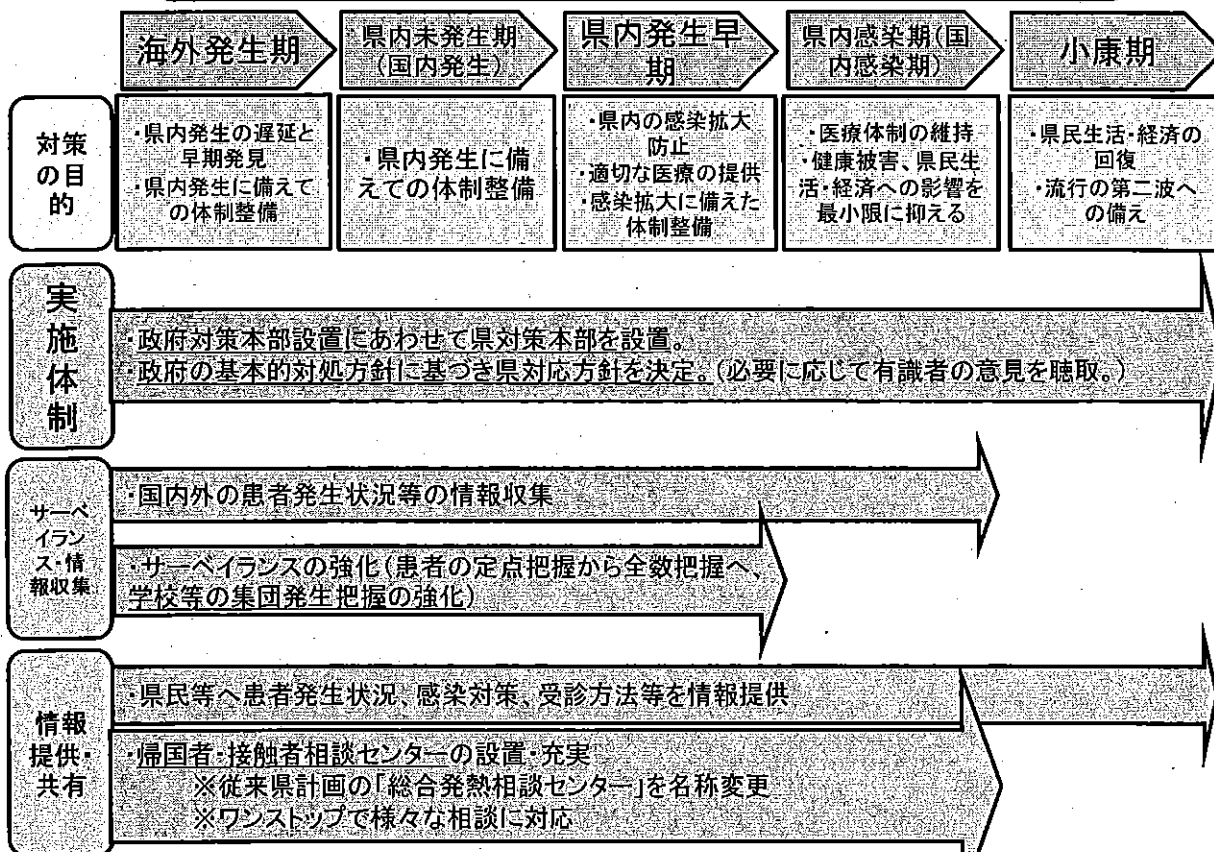 海外発生期
県内未発生期
(国内発生)
県内発生早
期
県内感染期(国
内感染期)
小康期
対策
の目
的
・県内発生の遅延と
早期発見
・県内発生に備えて
の体制整備
・県内発生に備
えての体制整備
・県内の感染拡大
防止
・適切な医療の提供
・感染拡大に備えた
体制整備
・医療体制の維持
・健康被害、県民生
活・経済への影響を
最小限に抑える
・県民生活・経済の
回復
・流行の第二波へ
の備え
実
施
体
制
・政府対策本部設置にあわせて県対策本部を設置。
・政府の基本的対処方針に基づき県対応方針を決定。(必要に応じて有識者の意見を聴取。)
サーベ
イラン
ス・情
報収集
・国内外の患者発生状況等の情報収集
・サーベイランスの強化(患者の定点把握から全数把握へ、
学校等の集団発生把握の強化)
情報
提供・
共有
・県民等へ患者発生状況、感染対策、受診方法等を情報提供
・帰国者・接触者相談センターの設置・充実
※従来県計画の「総合発熱相談センター」を名称変更
※ワンストップで様々な相談に対応